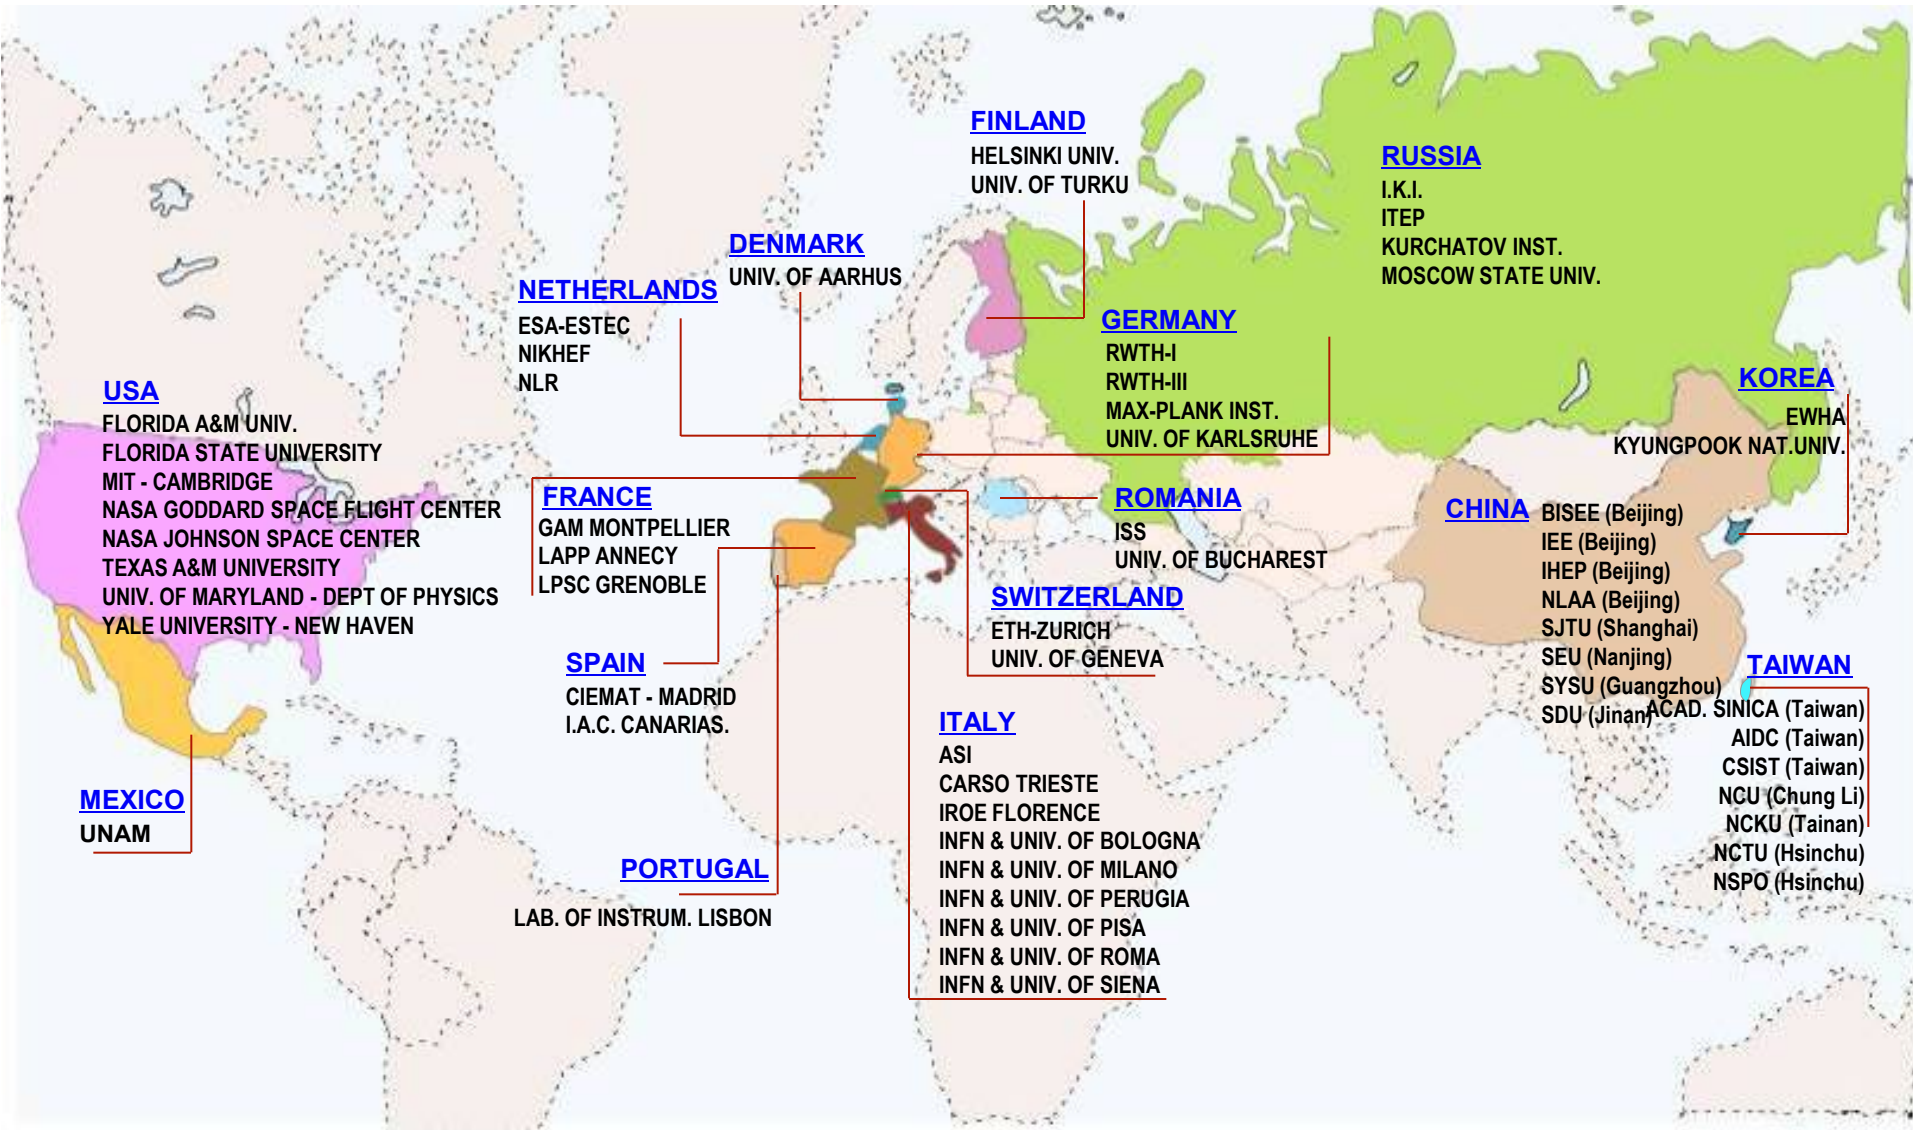 FINLAND
HELSINKI UNIV.
UNIV. OF TURKU
RUSSIA
I.K.I.
ITEP
KURCHATOV INST.
MOSCOW STATE UNIV.
DENMARK
UNIV. OF AARHUS
NETHERLANDS
ESA-ESTEC
NIKHEF
NLR
GERMANY
RWTH-I
RWTH-III
MAX-PLANK INST.
UNIV. OF KARLSRUHE
USA
FLORIDA A&M UNIV.
FLORIDA STATE UNIVERSITY
MIT - CAMBRIDGE
NASA GODDARD SPACE FLIGHT CENTER
NASA JOHNSON SPACE CENTER
TEXAS A&M UNIVERSITY
UNIV. OF MARYLAND - DEPT OF PHYSICS
YALE UNIVERSITY - NEW HAVEN
KOREA
EWHA
KYUNGPOOK NAT.UNIV.
FRANCE
GAM MONTPELLIER
LAPP ANNECY
LPSC GRENOBLE
ROMANIA
ISS
UNIV. OF BUCHAREST
CHINA
BISEE (Beijing)
IEE (Beijing)
IHEP (Beijing)
NLAA (Beijing)
SJTU (Shanghai)
SEU (Nanjing)
SYSU (Guangzhou)
SDU (Jinan)
SWITZERLAND
ETH-ZURICH
UNIV. OF GENEVA
SPAIN
CIEMAT - MADRID
I.A.C. CANARIAS.
TAIWAN
ACAD. SINICA (Taiwan)
AIDC (Taiwan)
CSIST (Taiwan)
NCU (Chung Li)
NCKU (Tainan)
NCTU (Hsinchu)
NSPO (Hsinchu)
ITALY
ASI
CARSO TRIESTE
IROE FLORENCE
INFN & UNIV. OF BOLOGNA
INFN & UNIV. OF MILANO
INFN & UNIV. OF PERUGIA
INFN & UNIV. OF PISA
INFN & UNIV. OF ROMA
INFN & UNIV. OF SIENA
MEXICO
UNAM
PORTUGAL
LAB. OF INSTRUM. LISBON